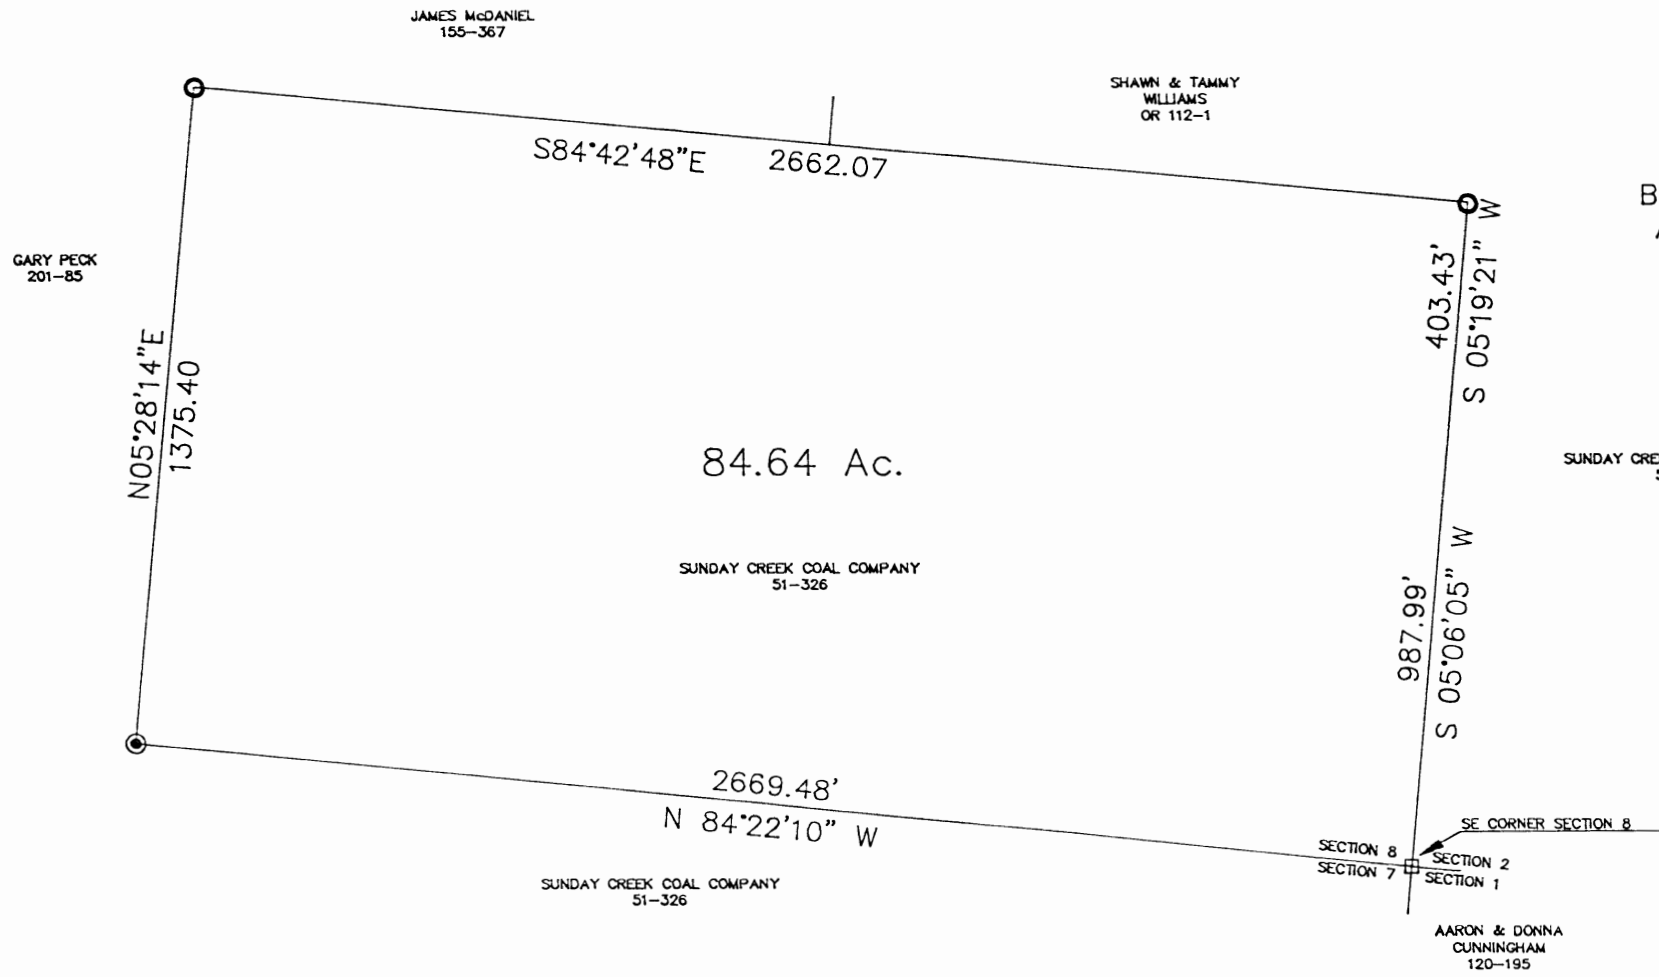 JAMES McDANIEL
155-367
SHAWN & TAMMY
WILLIAMS
OR 112-1
S84°42'48"E 2662.07
B
GARY PECK
201-85
403.43'
S 05°19'21" W
N05°28'14"E
1375.40
84.64 Ac.
SUNDAY CREEK COAL COMPANY
51-326
SUNDAY CRE
987.99'
S 05°06'05" W
2669.48'
N 84°22'10" W
SE CORNER SECTION 8
SECTION 8
SECTION 2
SECTION 7
SECTION 1
SUNDAY CREEK COAL COMPANY
51-326
AARON & DONNA
CUNNINGHAM
120-195